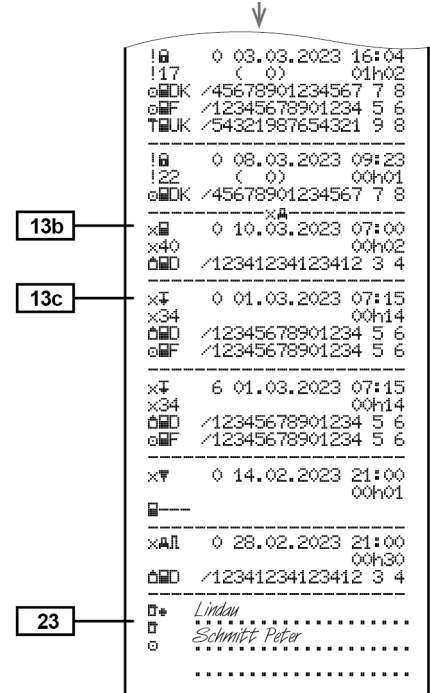 ! 0 03.03.2023 16:04
!17 ( 0) 01h02
DK /45678901234567 7 8
F /12345678901234 5 6
UK /54321987654321 9 8
! 0 08.03.2023 09:23
!22 ( 0) 00h01
DK /45678901234567 7 8
×
13b
× 0 10.03.2023 07:00
×40 00h02
D /12341234123412 3 4
13c
× 0 01.03.2023 07:15
×34 00h14
D /12345678901234 5 6
F /12345678901234 5 6
× 6 01.03.2023 07:15
×34 00h14
D /12345678901234 5 6
F /12345678901234 5 6
× 0 14.02.2023 21:00
00h01
---
× 0 28.02.2023 21:00
00h30
D /12341234123412 3 4
Lindau
23
Schmitt Peter